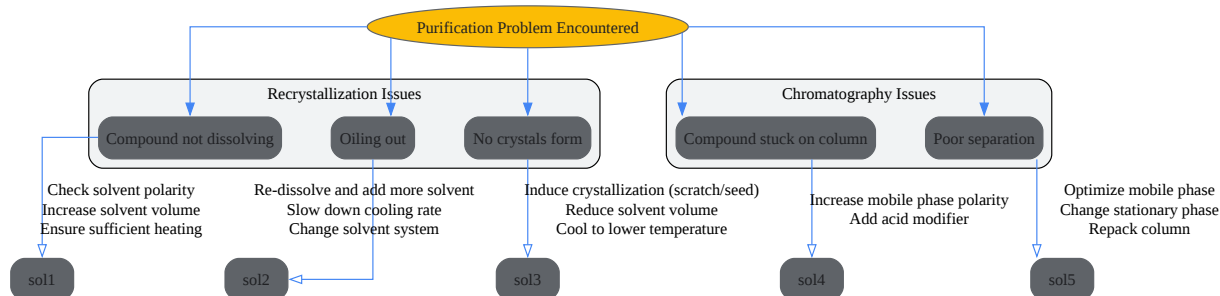 Purification Problem Encountered
Recrystallization Issues
Chromatography Issues
Compound not dissolving
Oiling out
No crystals form
Compound stuck on column
Poor separation
Check solvent polarity
Increase solvent volume
Ensure sufficient heating
Re-dissolve and add more solvent
Slow down cooling rate
Change solvent system
Induce crystallization (scratch/seed)
Reduce solvent volume
Cool to lower temperature
Increase mobile phase polarity
Add acid modifier
Optimize mobile phase
Change stationary phase
Repack column
sol1
sol2
sol3
sol4
sol5